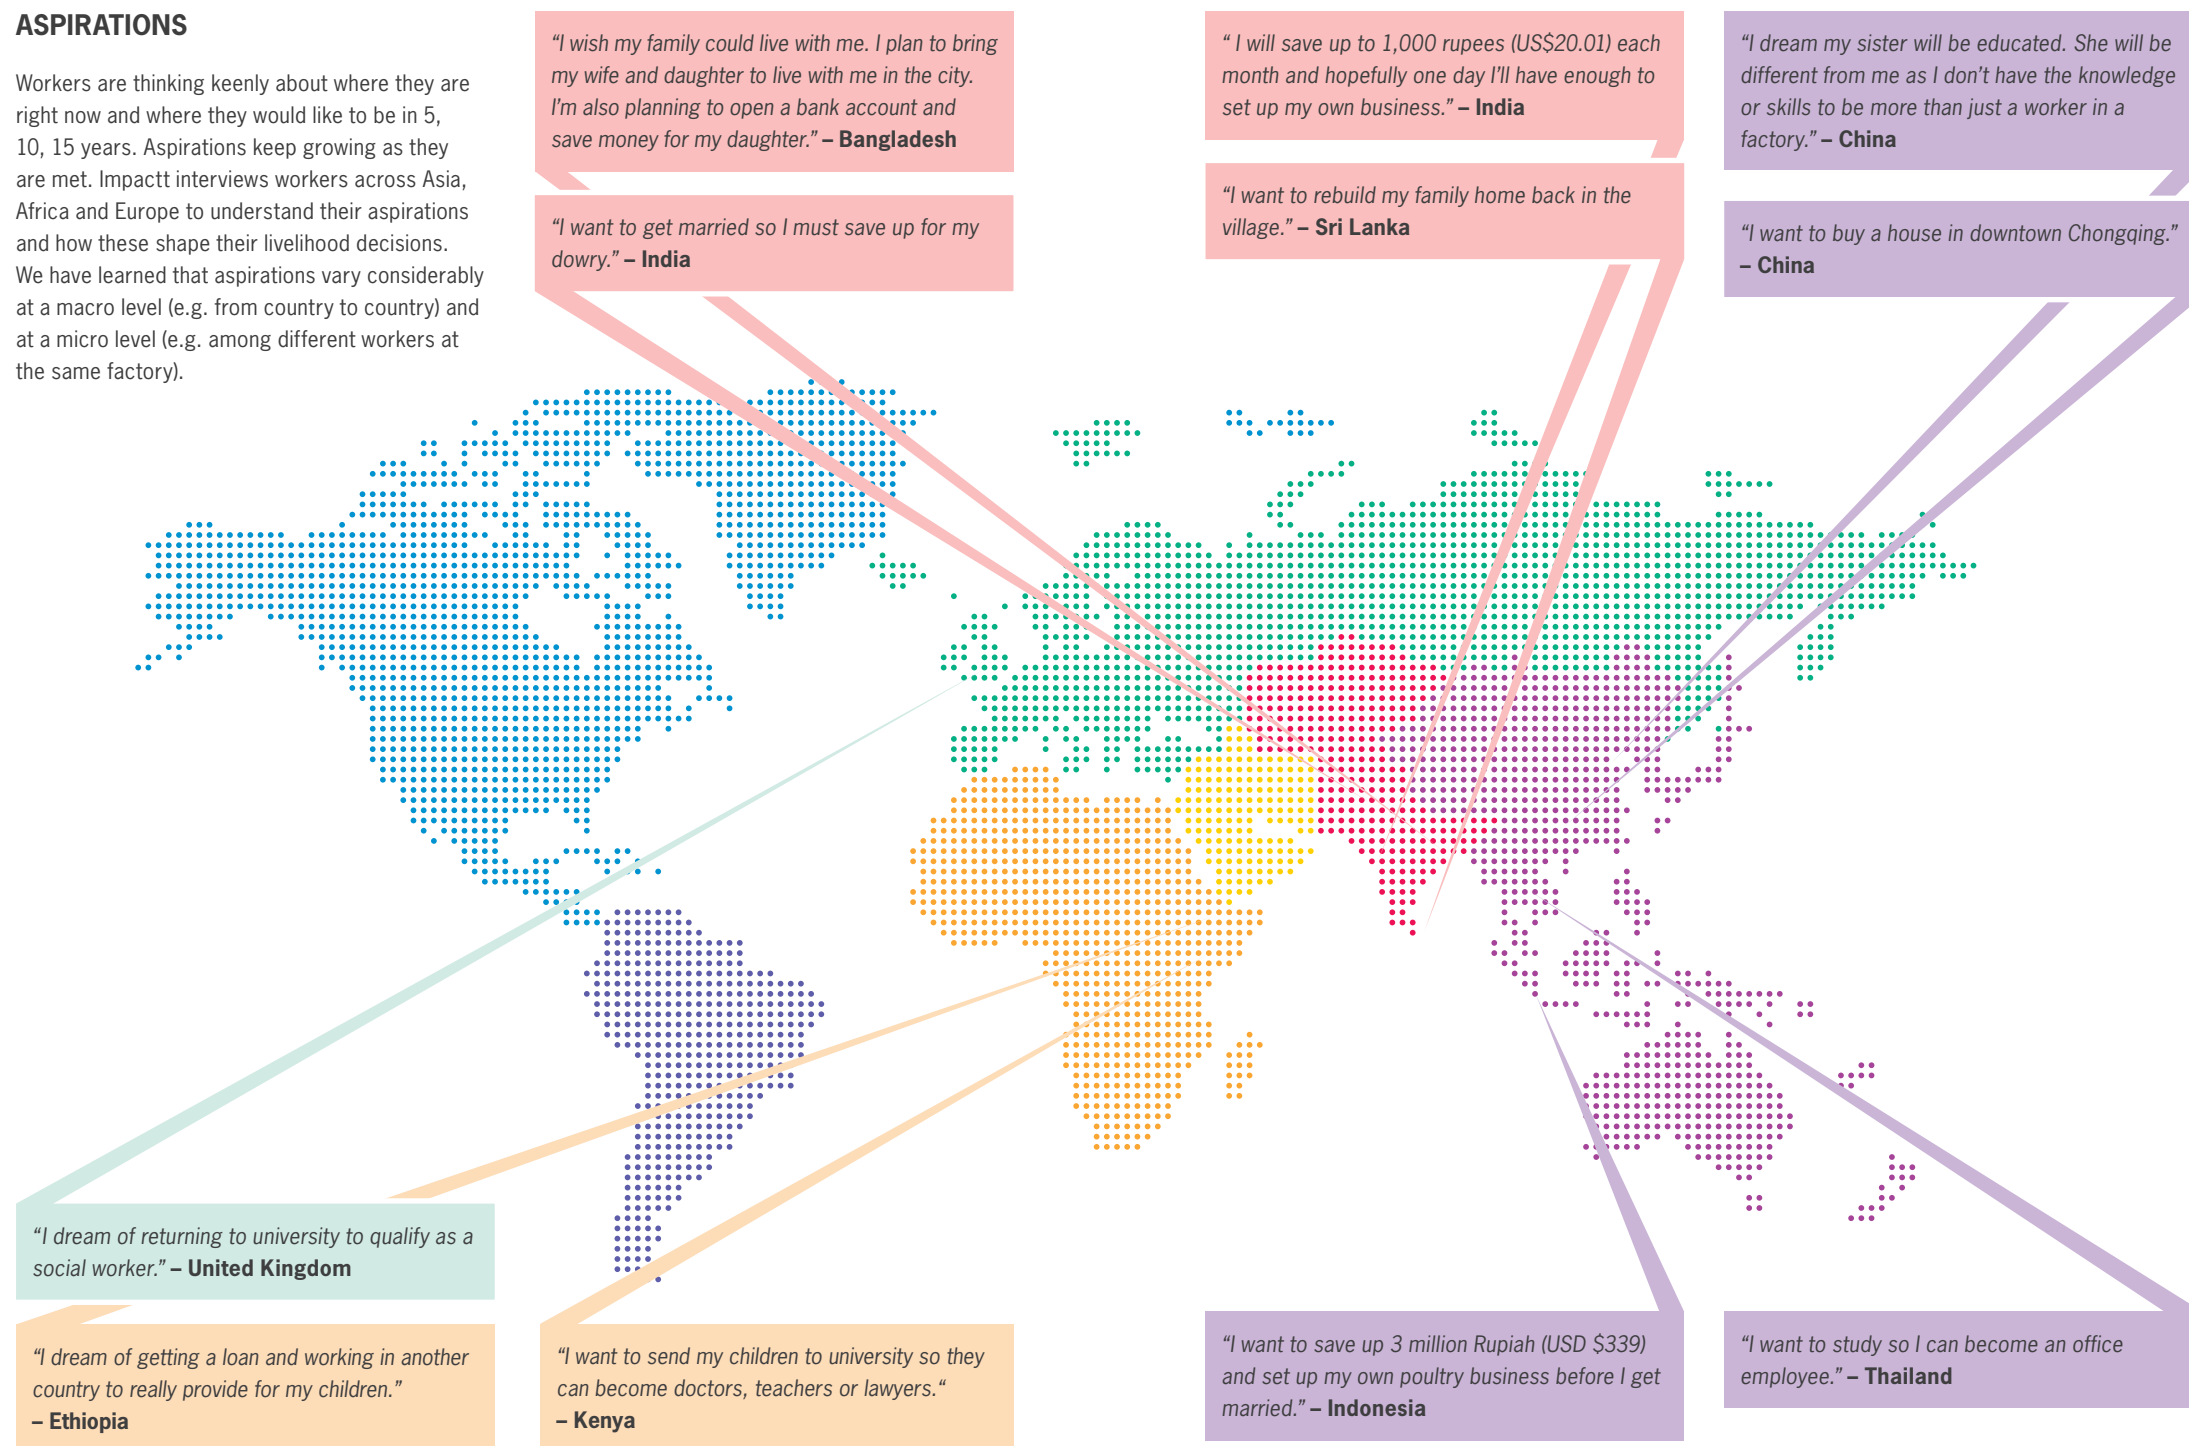 ASPIRATIONS
Workers are thinking keenly about where they are
right now and where they would like to be in 5,
10, 15 years. Aspirations keep growing as they
are met. Impactt interviews workers across Asia,
Africa and Europe to understand their aspirations
and how these shape their livelihood decisions.
We have learned that aspirations vary considerably
at a macro level (e.g. from country to country) and
at a micro level (e.g. among different workers at
the same factory).
“I wish my family could live with me. I plan to bring
my wife and daughter to live with me in the city.
I’m also planning to open a bank account and
save money for my daughter.” – Bangladesh
“I want to get married so I must save up for my
dowry.” – India
“ I will save up to 1,000 rupees (US$20.01) each
month and hopefully one day I’ll have enough to
set up my own business.” – India
“I want to rebuild my family home back in the
village.” – Sri Lanka
“I dream my sister will be educated. She will be
different from me as I don’t have the knowledge
or skills to be more than just a worker in a
factory.” – China
“I want to buy a house in downtown Chongqing.”
– China
“I dream of returning to university to qualify as a
social worker.” – United Kingdom
“I dream of getting a loan and working in another
country to really provide for my children.”
– Ethiopia
“I want to send my children to university so they
can become doctors, teachers or lawyers.“
– Kenya
“I want to save up 3 million Rupiah (USD $339)
and set up my own poultry business before I get
married.” – Indonesia
“I want to study so I can become an office
employee.” – Thailand